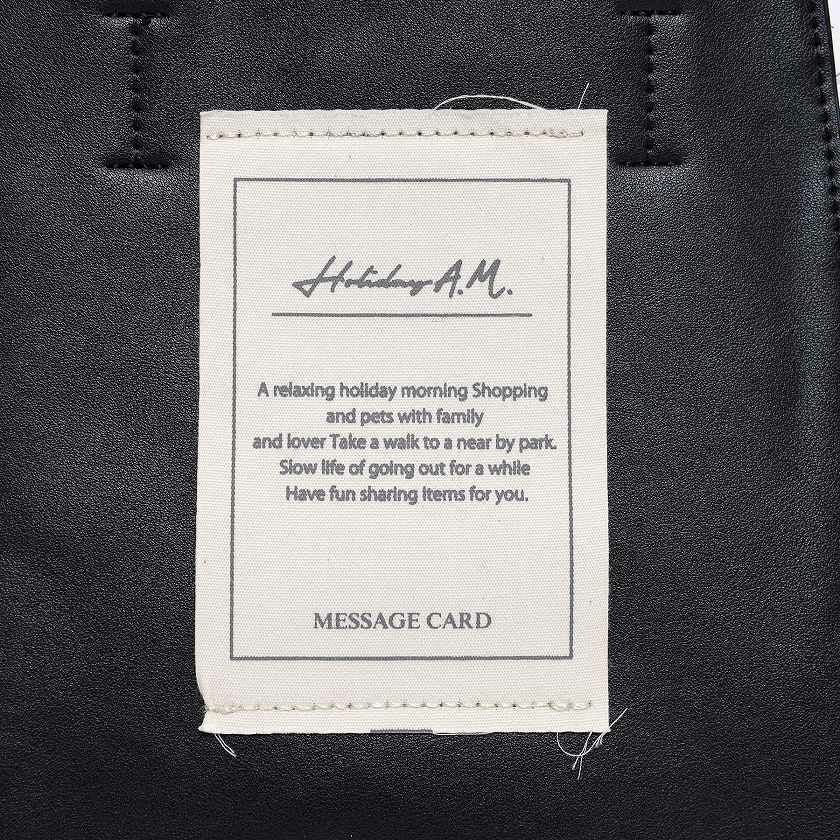 Holiday A.M.
A relaxing holiday morning Shopping
and pets with family
and lover Take a walk to a near by park.
Slow life of going out for a while
Have fun sharing items for you.
MESSAGE CARD